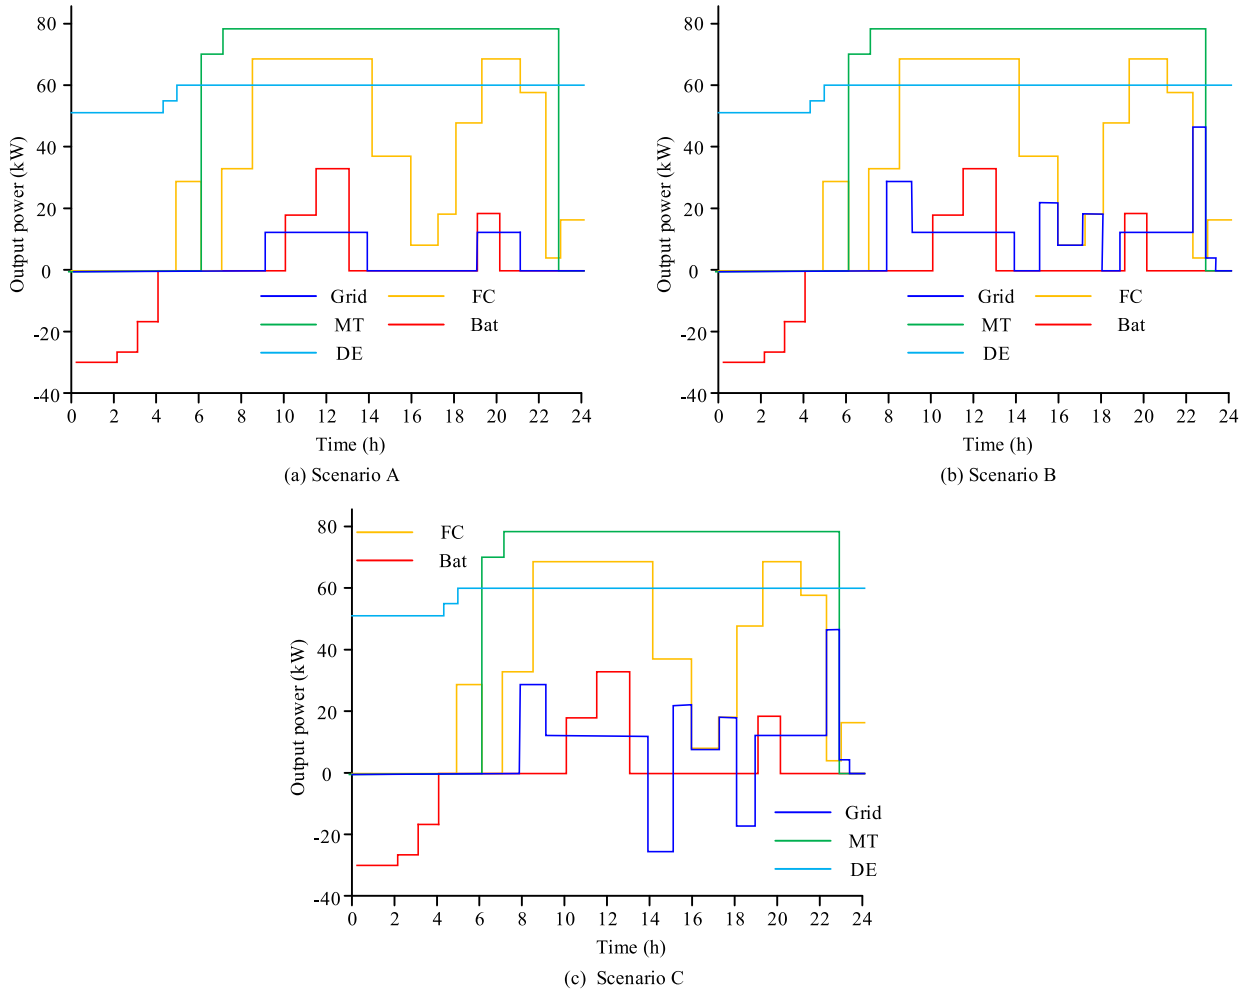 80
60
40
20
0
-20
-40
Output power (kW)
0 2 4 6 8 10 12 14 16 18 20 22 24
Time (h)
Grid FC
MT Bat
DE
(a) Scenario A
80
60
40
20
0
-20
-40
Output power (kW)
0 2 4 6 8 10 12 14 16 18 20 22 24
Time (h)
Grid FC
MT Bat
DE
(b) Scenario B
80
60
40
20
0
-20
-40
Output power (kW)
FC
Bat
Grid
MT
DE
0 2 4 6 8 10 12 14 16 18 20 22 24
Time (h)
(c) Scenario C